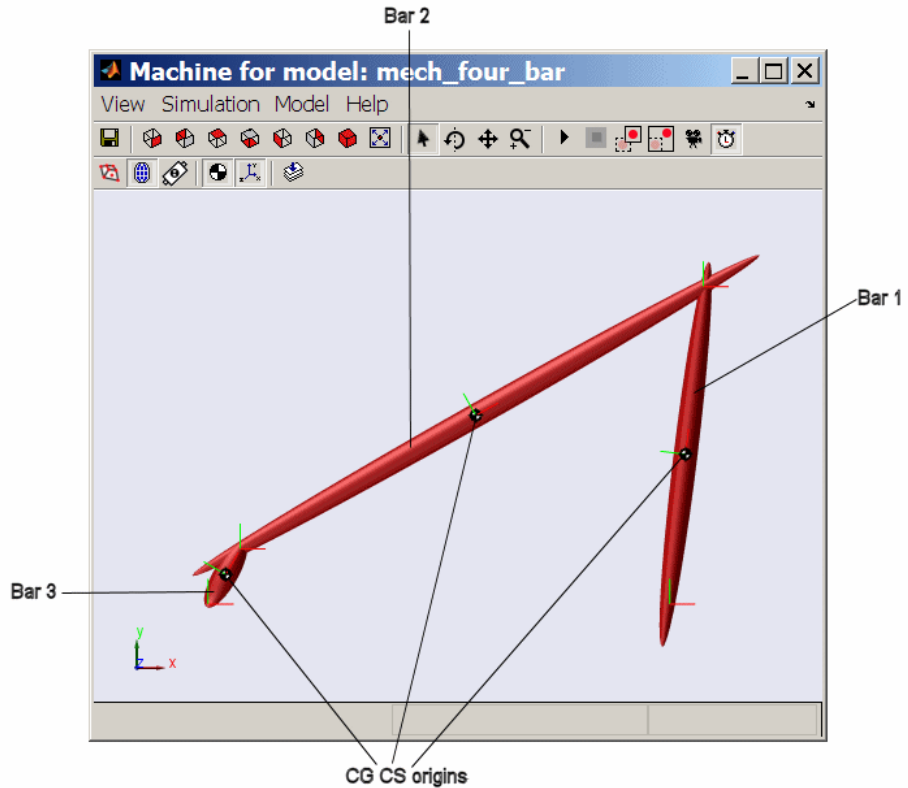 Bar 2
Machine for model: mech_four_bar
View Simulation Model Help
Bar 1
Bar 3
y
z x
CG CS origins